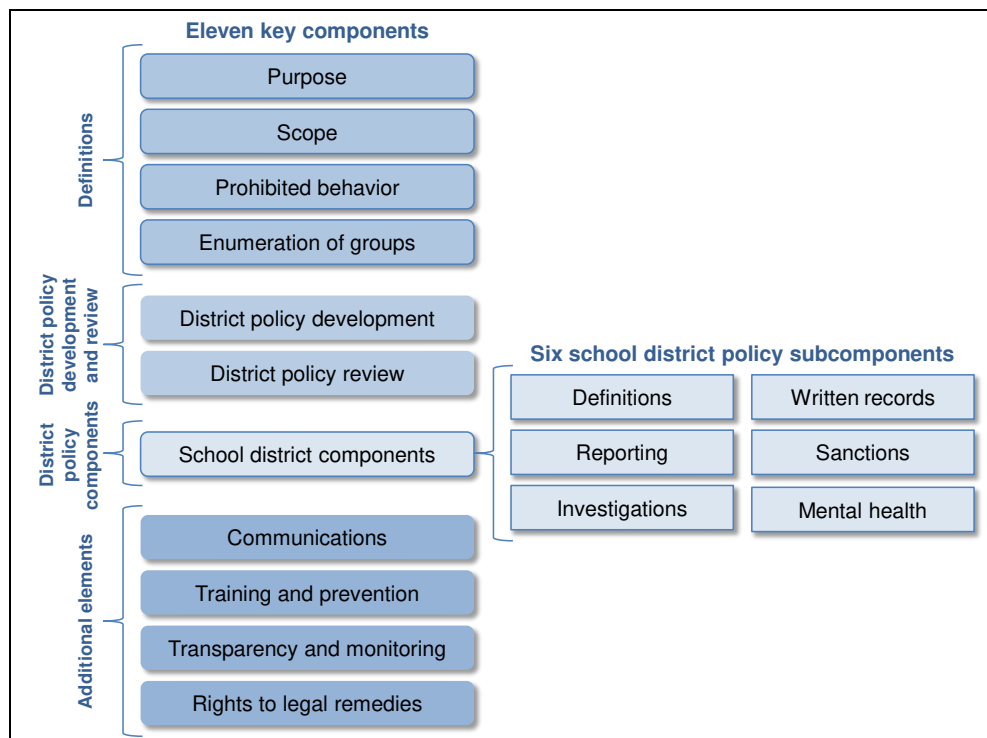 Eleven key components
Definitions
Purpose
Scope
Prohibited behavior
Enumeration of groups
District policy
development
and review
District policy development
District policy review
District
policy
components
School district components
Six school district policy subcomponents
Definitions
Written records
Reporting
Sanctions
Investigations
Mental health
Additional elements
Communications
Training and prevention
Transparency and monitoring
Rights to legal remedies